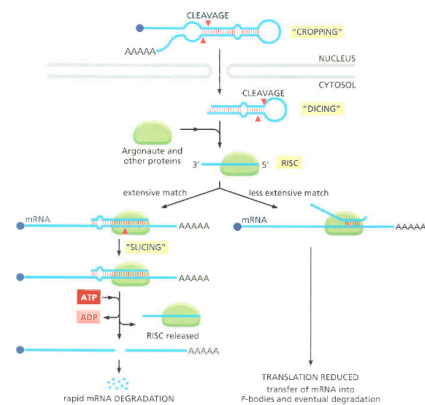 CLEAVAGE
"CROPPING"
AAAAA
NUCLEUS
CYTOSOL
CLEAVAGE
"DICING"
Argonaute and
other proteins
3'
5'
RISC
extensive match
less extensive match
mRNA
AAAAA
mRNA
AAAAA
"SLICING"
AAAAA
ATP
ADP
RISC released
AAAAA
rapid mRNA DEGRADATION
TRANSLATION REDUCED
transfer of mRNA into
P-bodies and eventual degradation